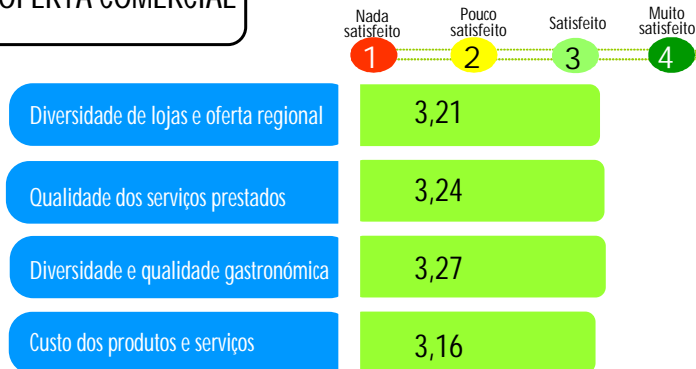 OFERTA COMERCIAL
Nada satisfeito
Pouco satisfeito
Satisfeito
Muito satisfeito
1
2
3
4
Diversidade de lojas e oferta regional
3,21
Qualidade dos serviços prestados
3,24
Diversidade e qualidade gastronómica
3,27
Custo dos produtos e serviços
3,16